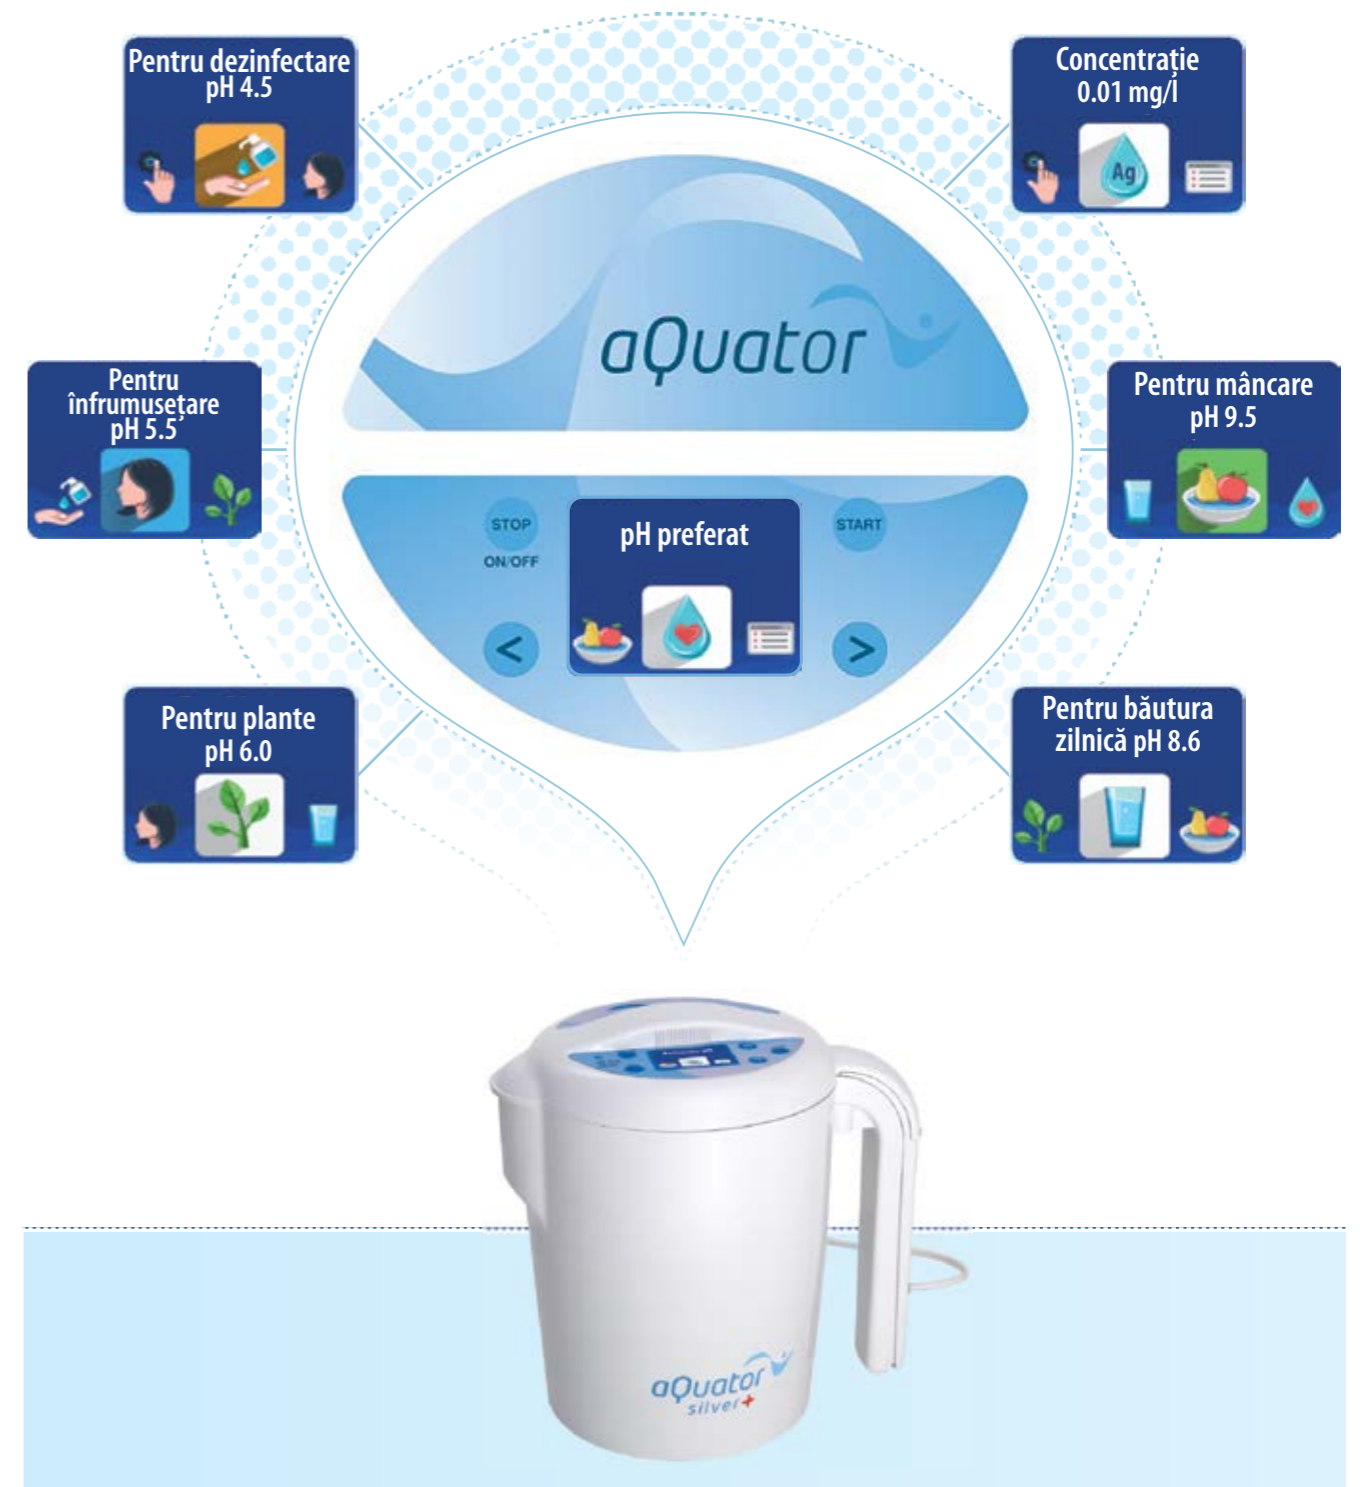 Pentru dezinfectare
pH 4.5
Concentrație
0.01 mg/l
Ag
aQuator
Pentru
înfrumusețare
pH 5.5
Pentru mâncare
pH 9.5
STOP
ON/OFF
pH preferat
START
<
>
Pentru plante
pH 6.0
Pentru băutura
zilnică pH 8.6
aQuator
silver+